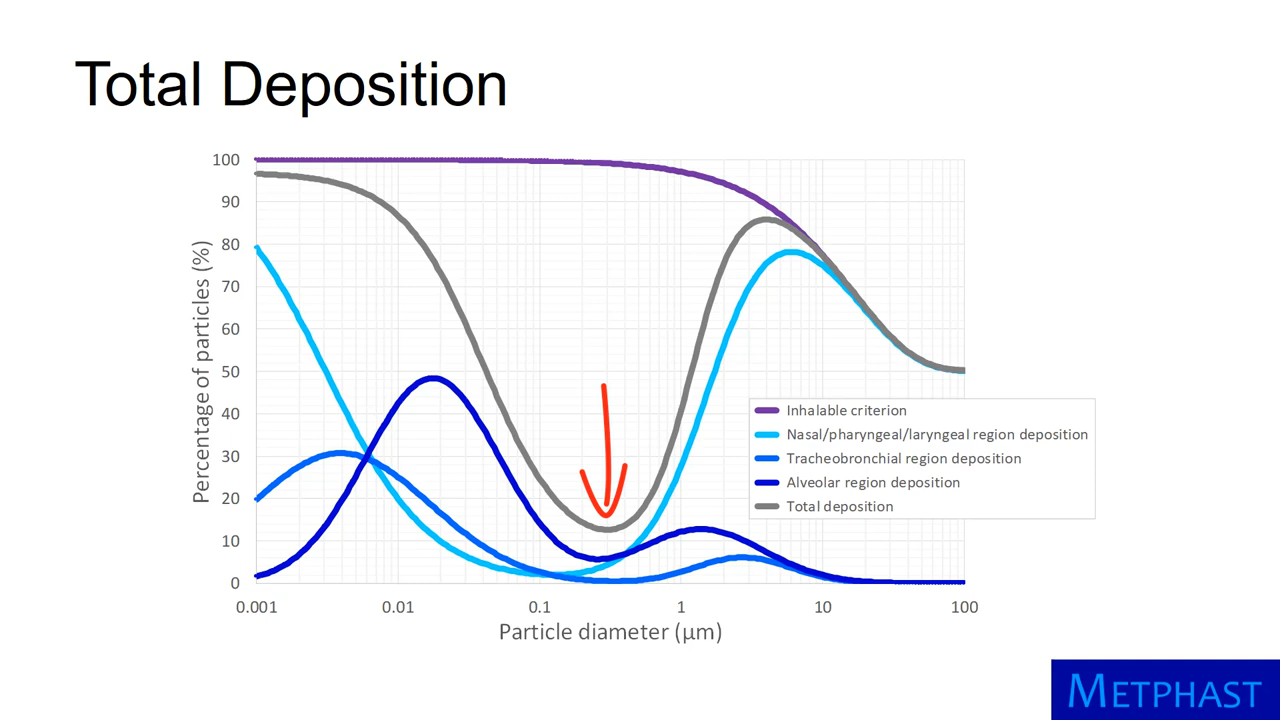 Total Deposition
100
90
80
70
60
50
40
30
20
10
0
Percentage of particles (%)
0.001
0.01
0.1
1
10
100
Particle diameter (µm)
Inhalable criterion
Nasal/pharyngeal/laryngeal region deposition
Tracheobronchial region deposition
Alveolar region deposition
Total deposition
METPHAST